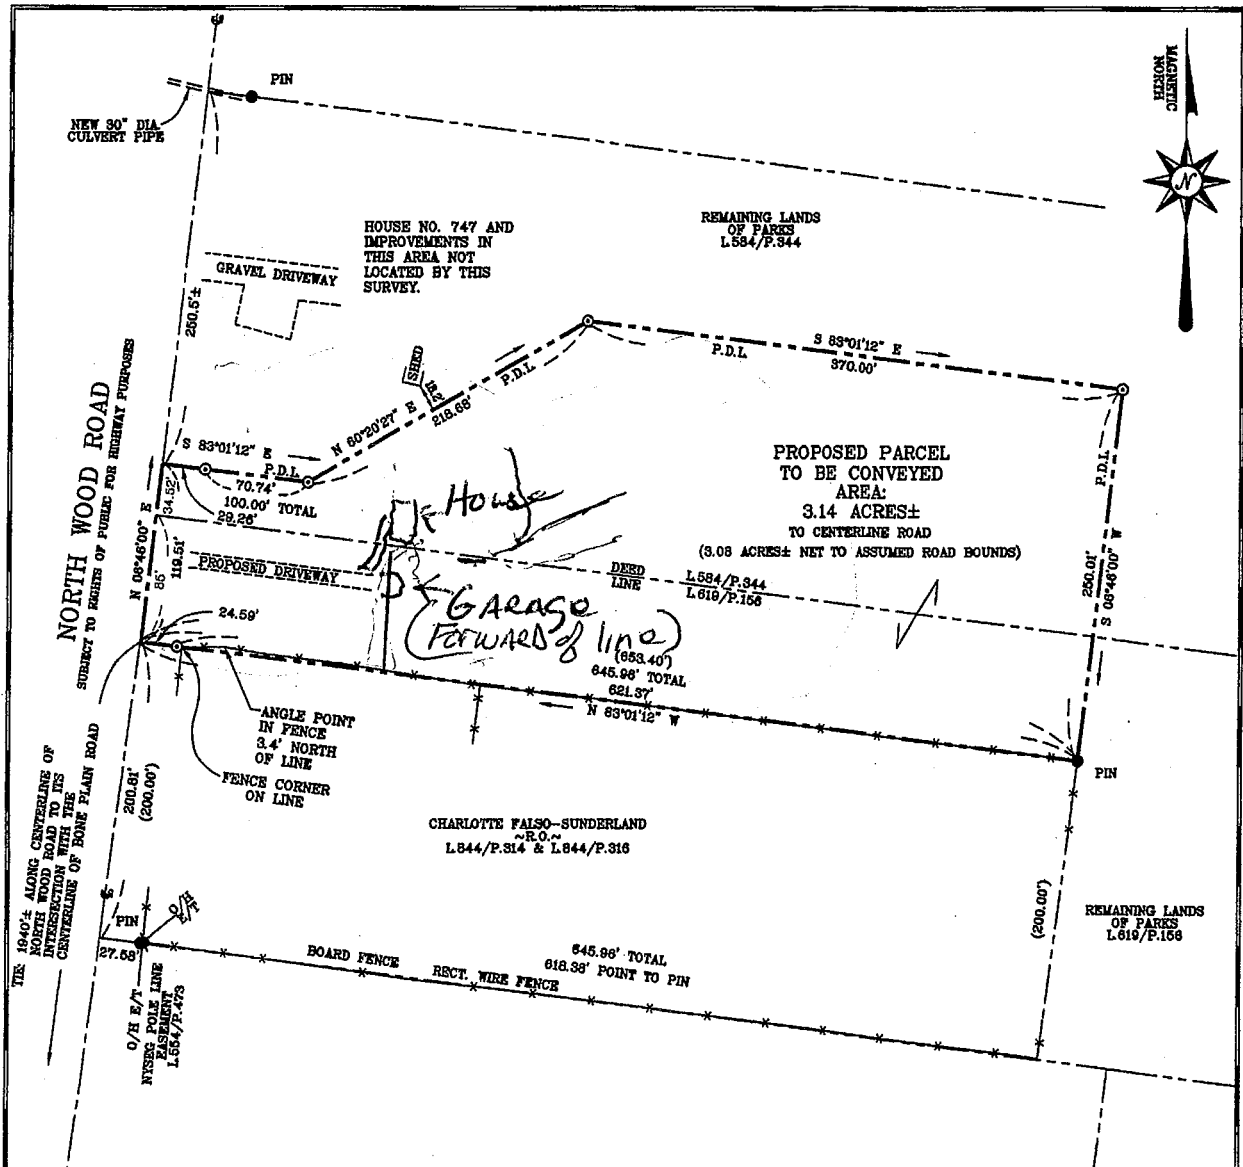 PIN
NEW 30" DIA.
CULVERT PIPE
MAGNETIC
NORTH
N
HOUSE NO. 747 AND
IMPROVEMENTS IN
THIS AREA NOT
LOCATED BY THIS
SURVEY.
REMAINING LANDS
OF PARKS
L.584/P.344
GRAVEL DRIVEWAY
250.5'±
SHED
15.2'
N 60°20'27" E
218.68'
P.D.L.
P.D.L.
S 83°01'12" E
370.00'
NORTH WOOD ROAD
SUBJECT TO RIGHTS OF PUBLIC FOR HIGHWAY PURPOSES
S 83°01'12" E
P.D.L.
70.74'
100.00' TOTAL
29.26'
34.52'
N 08°46'00" E
119.51'
85'
House
PROPOSED PARCEL
TO BE CONVEYED
AREA:
3.14 ACRES±
TO CENTERLINE ROAD
(3.08 ACRES± NET TO ASSUMED ROAD BOUNDS)
P.D.L.
250.01'
S 08°46'00" W
PROPOSED DRIVEWAY
DEED
LINE
L.584/P.344
L.619/P.156
24.59'
GARAGE
(FORWARD of line)
(653.40')
645.96' TOTAL
621.37'
N 83°01'12" W
ANGLE POINT
IN FENCE
3.4' NORTH
OF LINE
FENCE CORNER
ON LINE
PIN
TIE: 1940'± ALONG CENTERLINE OF
NORTH WOOD ROAD TO ITS
INTERSECTION WITH THE
CENTERLINE OF BONE PLAIN ROAD
200.81'
(200.00')
CHARLOTTE FALSO-SUNDERLAND
~R.O.~
L.844/P.314 & L.844/P.316
(200.00')
REMAINING LANDS
OF PARKS
L.619/P.156
PIN
O/H
E/T
27.58'
BOARD FENCE
RECT. WIRE FENCE
645.96' TOTAL
618.38' POINT TO PIN
O/H E/T
NYSEG POLE LINE
EASEMENT
L.554/P.473